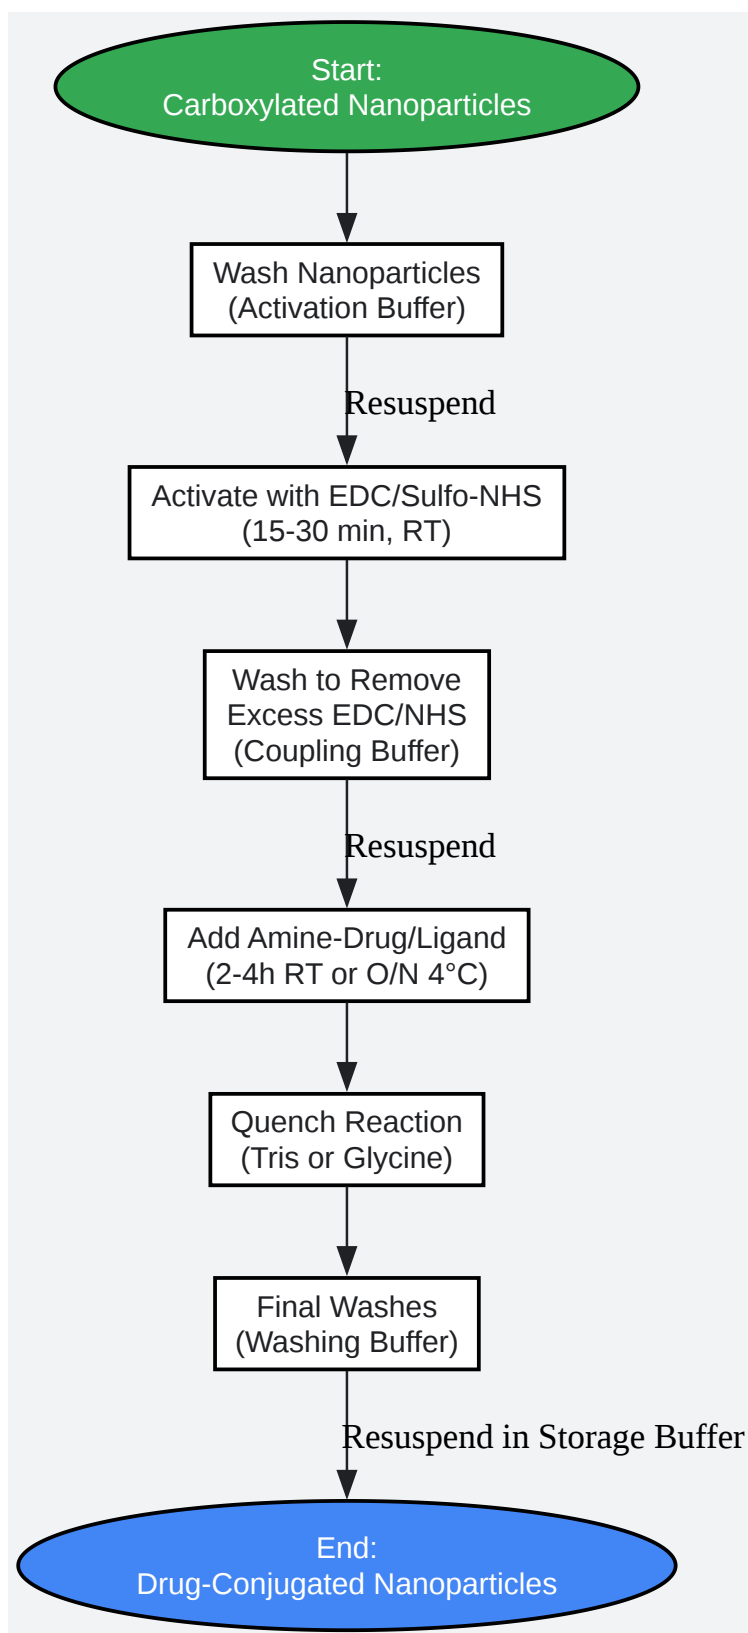 Start:
Carboxylated Nanoparticles
Wash Nanoparticles
(Activation Buffer)
Resuspend
Activate with EDC/Sulfo-NHS
(15-30 min, RT)
Wash to Remove
Excess EDC/NHS
(Coupling Buffer)
Resuspend
Add Amine-Drug/Ligand
(2-4h RT or O/N 4°C)
Quench Reaction
(Tris or Glycine)
Final Washes
(Washing Buffer)
Resuspend in Storage Buffer
End:
Drug-Conjugated Nanoparticles